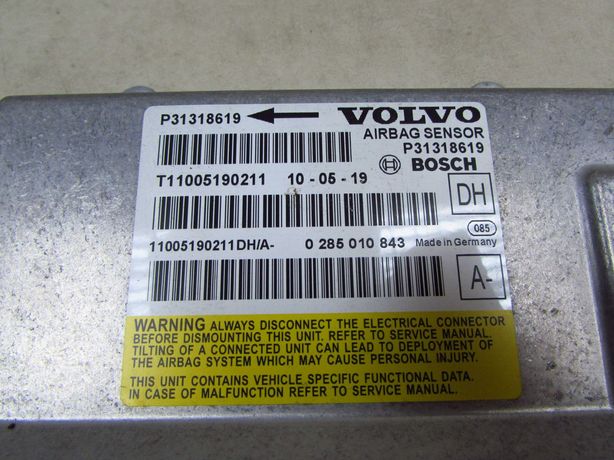 P31318619 VOLVO
AIRBAG SENSOR
P31318619
BOSCH
T11005190211 10-05-19
DH
085
11005190211DH/A- 0 285 010 843 Made in Germany
A-
WARNING ALWAYS DISCONNECT THE ELECTRICAL CONNECTOR
BEFORE DISMOUNTING THIS UNIT. REFER TO SERVICE MANUAL.
TILTING OF A CONNECTED UNIT CAN LEAD TO DEPLOYMENT OF
THE AIRBAG SYSTEM WHICH MAY CAUSE PERSONAL INJURY.
THIS UNIT CONTAINS VEHICLE SPECIFIC FUNCTIONAL DATA.
IN CASE OF MALFUNCTION REFER TO SERVICE MANUAL.